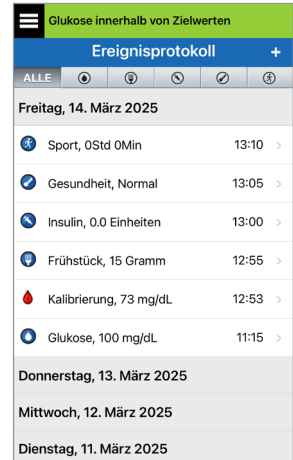 Glukose innerhalb von Zielwerten
Ereignisprotokoll +
ALLE
Freitag, 14. März 2025
Sport, 0Std 0Min 13:10
Gesundheit, Normal 13:05
Insulin, 0.0 Einheiten 13:00
Frühstück, 15 Gramm 12:55
Kalibrierung, 73 mg/dL 12:53
Glukose, 100 mg/dL 11:15
Donnerstag, 13. März 2025
Mittwoch, 12. März 2025
Dienstag, 11. März 2025